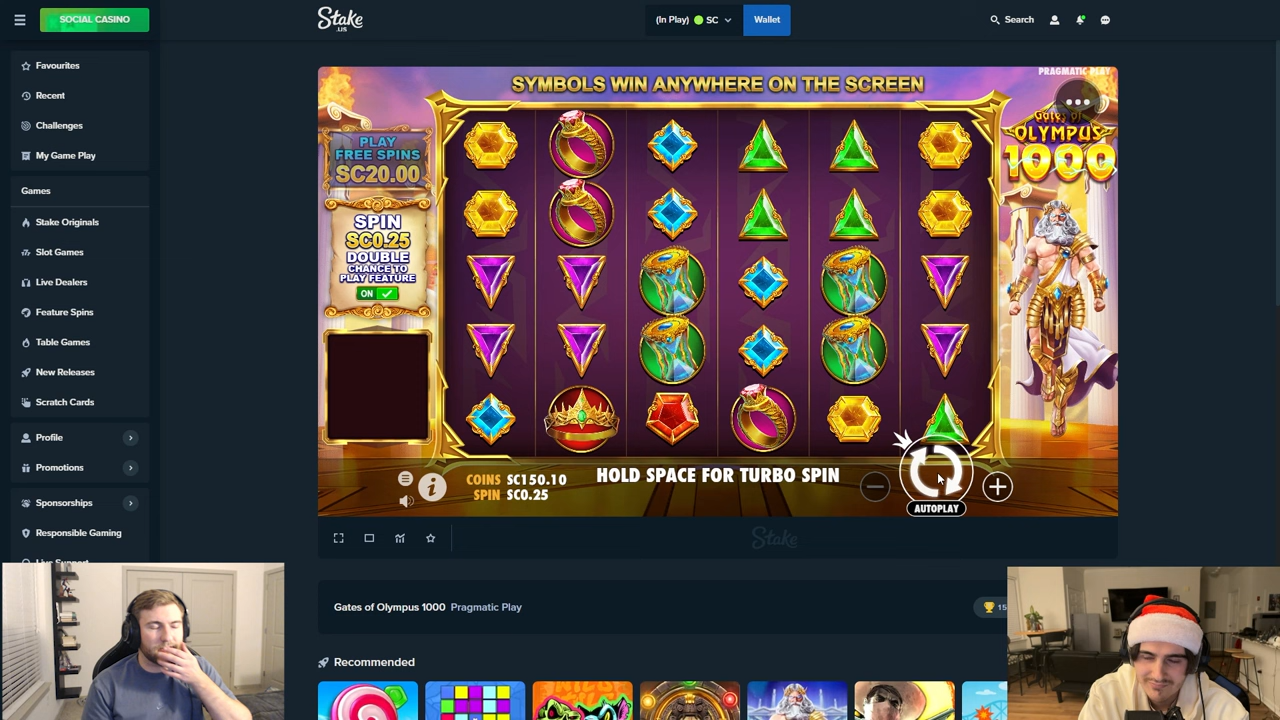 SOCIAL CASINO
Stake
.US
(In Play) SC
Wallet
Search
Favourites
Recent
Challenges
My Game Play
Games
Stake Originals
Slot Games
Live Dealers
Feature Spins
Table Games
New Releases
Scratch Cards
Profile
Promotions
Sponsorships
Responsible Gaming
Live Support
SYMBOLS WIN ANYWHERE ON THE SCREEN
PRAGMATIC PLAY
Gates of
OLYMPUS
1000
PLAY
FREE SPINS
SC20.00
SPIN
SC0.25
DOUBLE
CHANCE TO
PLAY FEATURE
ON
COINS SC150.10
SPIN SC0.25
HOLD SPACE FOR TURBO SPIN
AUTOPLAY
Stake
Gates of Olympus 1000 Pragmatic Play
Recommended